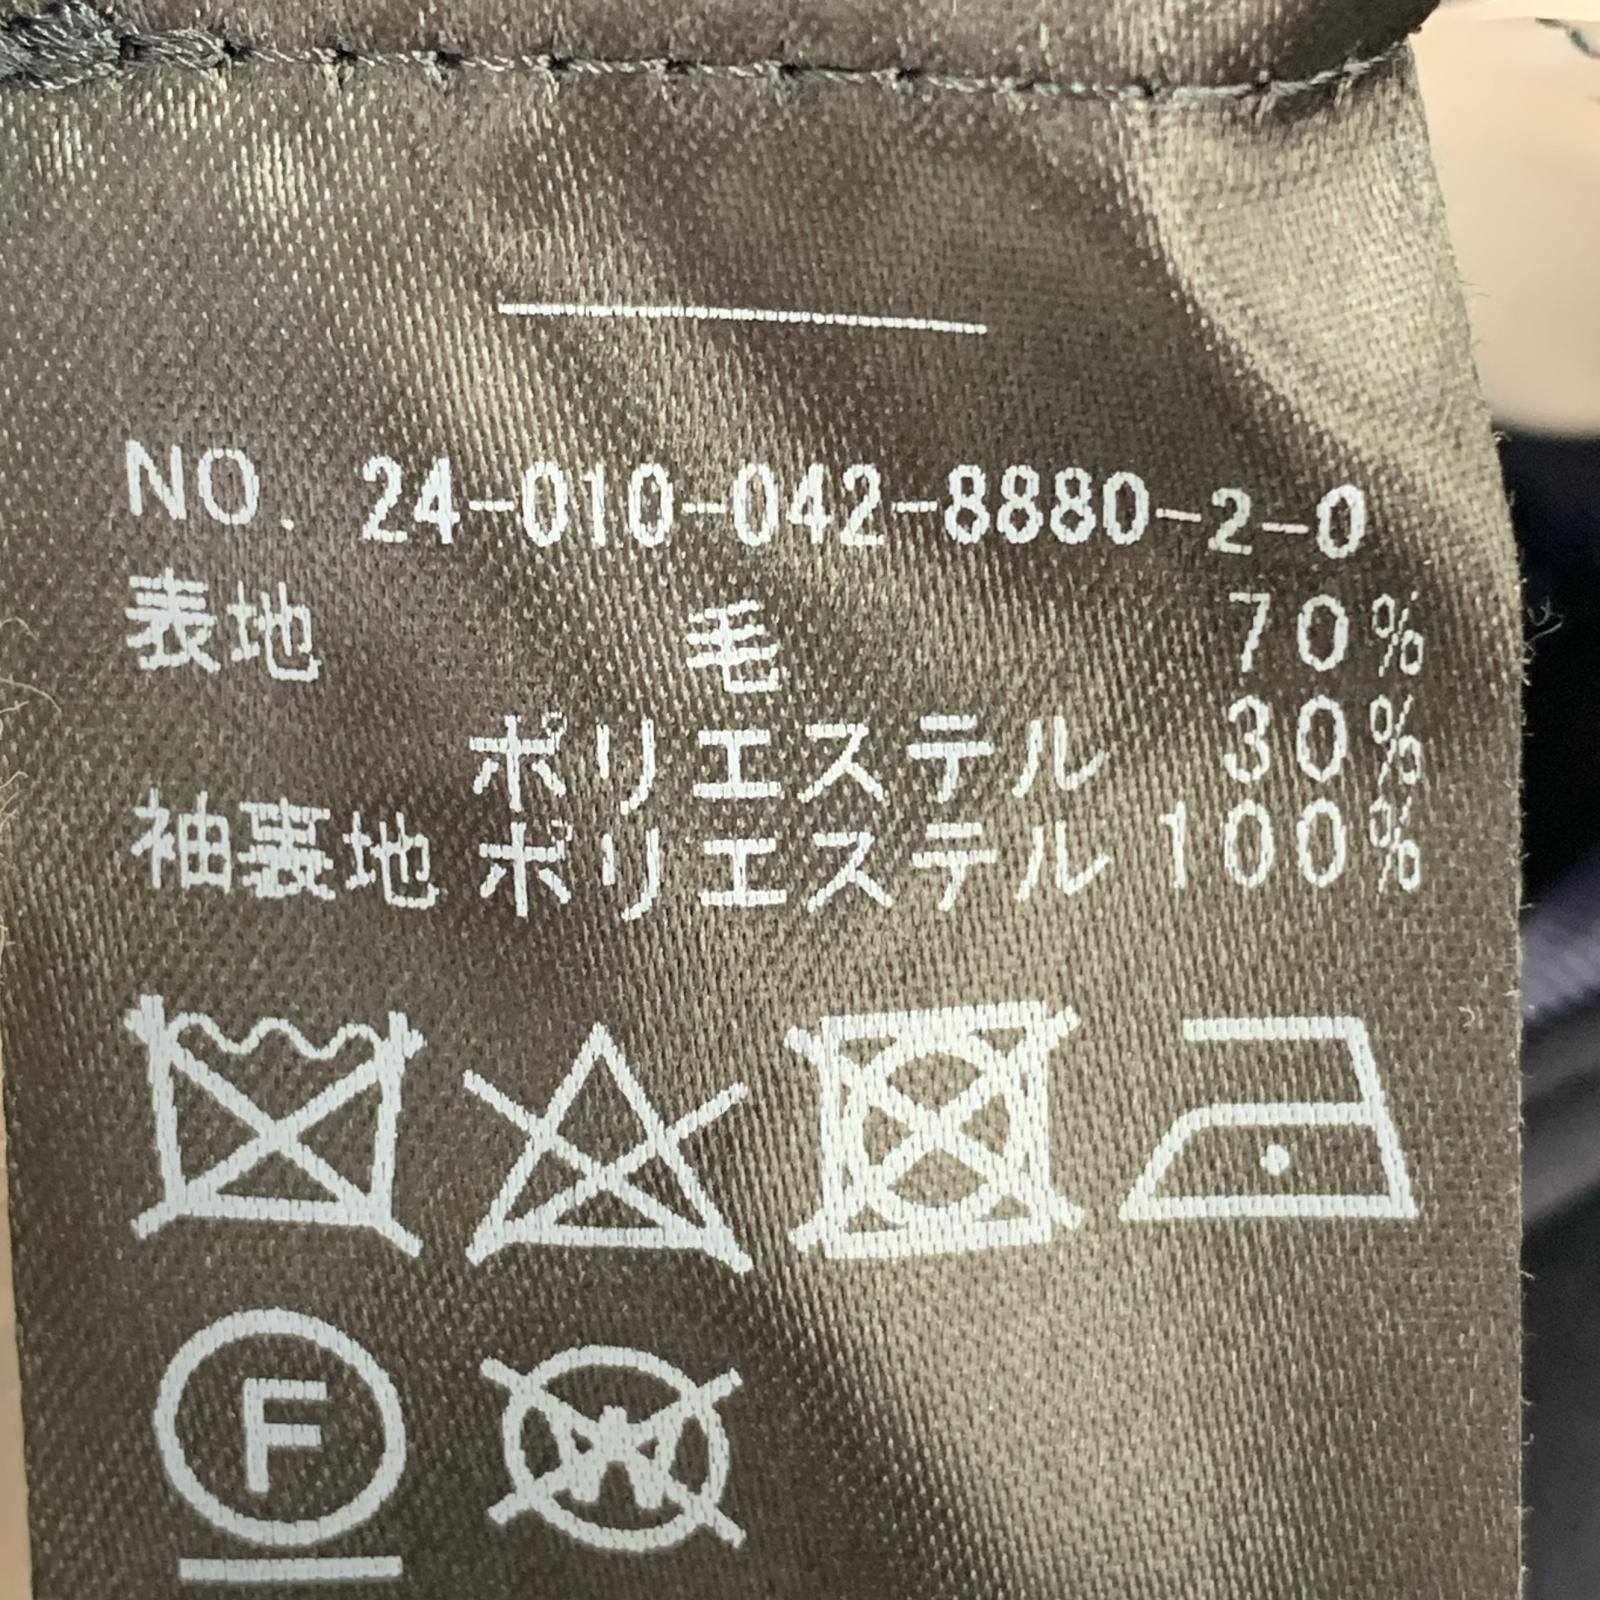 NO. 24-010-042-8880-2-0
表地 毛 70%
ポリエステル 30%
袖裏地 ポリエステル 100%
F
W